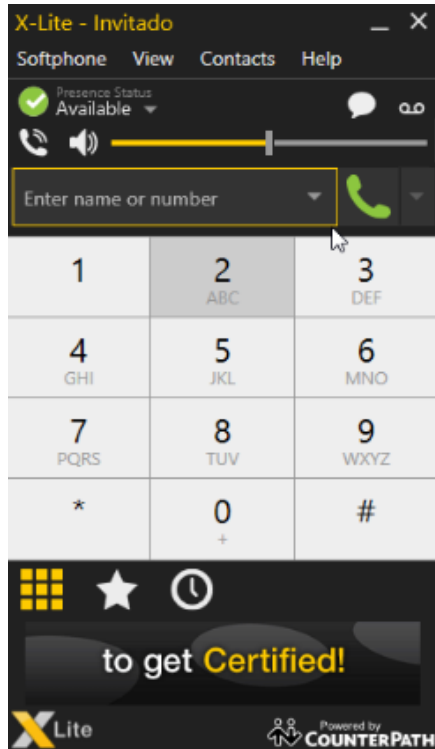 X-Lite - Invitado
Softphone View Contacts Help
Presence Status
Available
Enter name or number
1 2 3
ABC DEF
4 5 6
GHI JKL MNO
7 8 9
PQRS TUV WXYZ
* 0 #
+
to get Certified!
X Lite
Powered by
COUNTERPATH